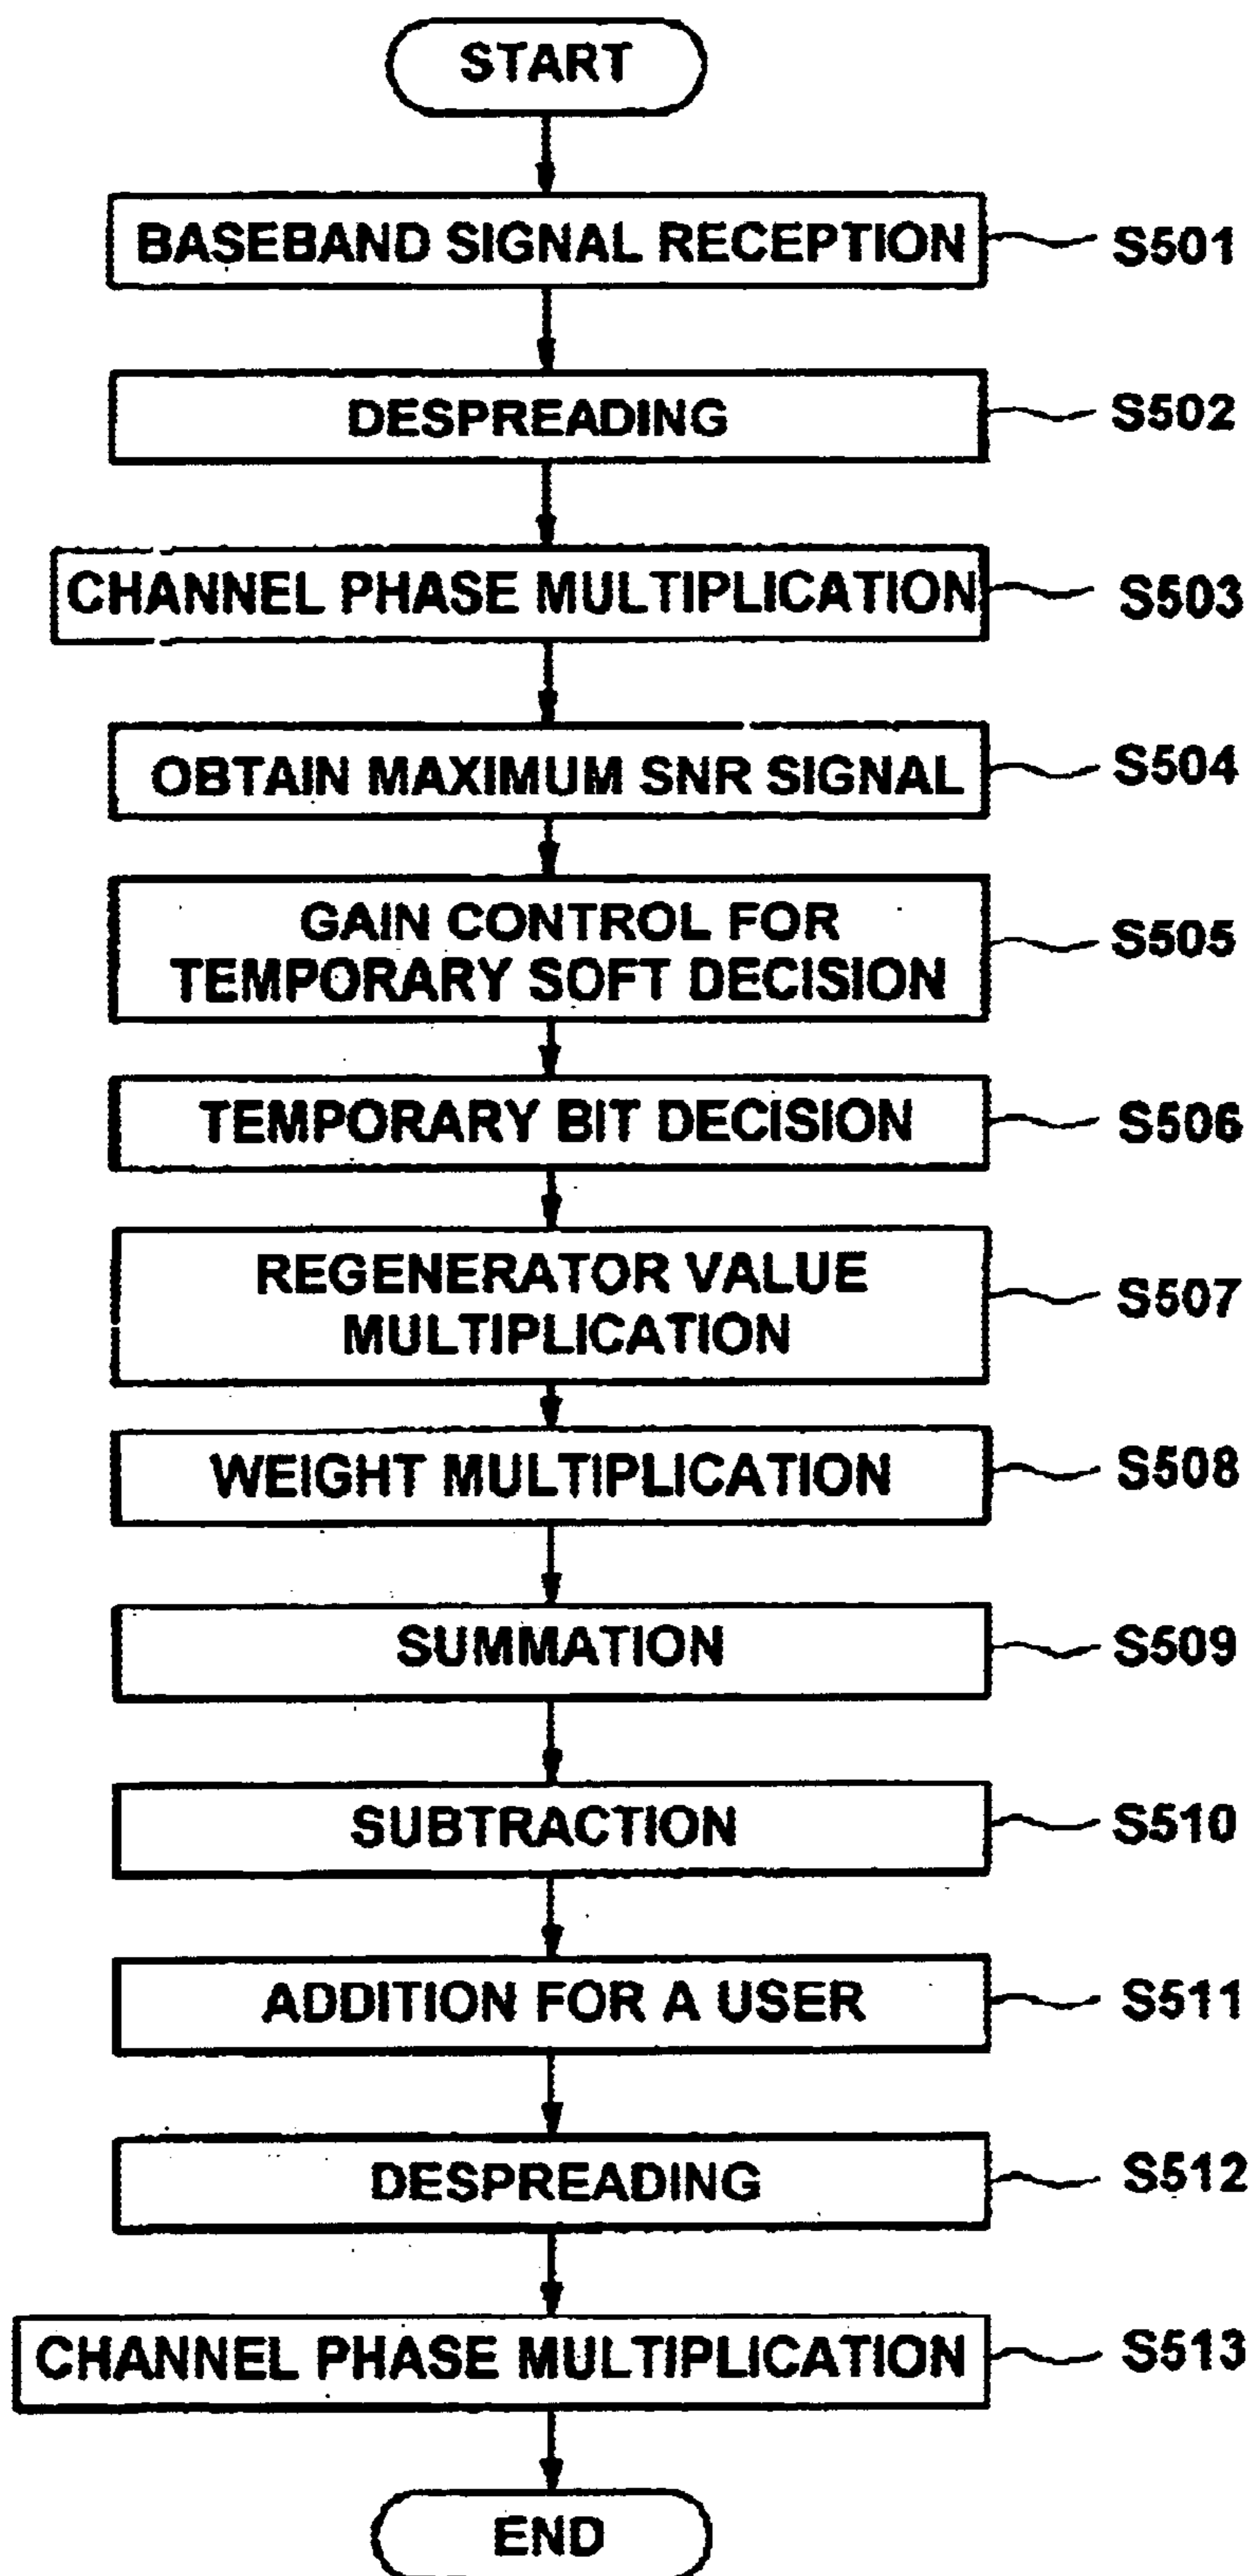 START
BASEBAND SIGNAL RECEPTION
S501
DESPREADING
S502
CHANNEL PHASE MULTIPLICATION
S503
OBTAIN MAXIMUM SNR SIGNAL
S504
GAIN CONTROL FOR
TEMPORARY SOFT DECISION
S505
TEMPORARY BIT DECISION
S506
REGENERATOR VALUE
MULTIPLICATION
S507
WEIGHT MULTIPLICATION
S508
SUMMATION
S509
SUBTRACTION
S510
ADDITION FOR A USER
S511
DESPREADING
S512
CHANNEL PHASE MULTIPLICATION
S513
END